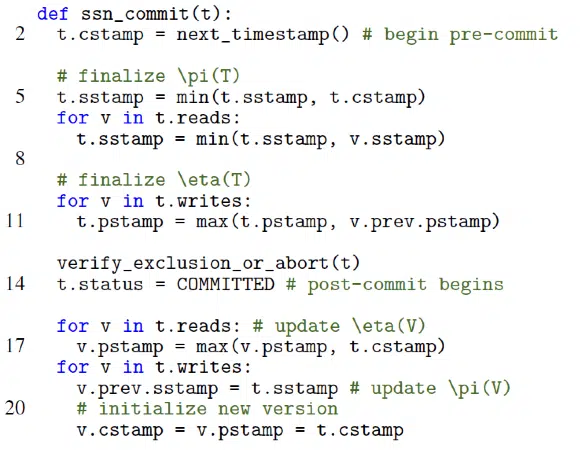 def ssn_commit(t):
2 t.cstamp = next_timestamp() # begin pre-commit
# finalize \pi(T)
5 t.sstamp = min(t.sstamp, t.cstamp)
for v in t.reads:
t.sstamp = min(t.sstamp, v.sstamp)
8
# finalize \eta(T)
for v in t.writes:
11 t.pstamp = max(t.pstamp, v.prev.pstamp)
verify_exclusion_or_abort(t)
14 t.status = COMMITTED # post-commit begins
for v in t.reads: # update \eta(V)
17 v.pstamp = max(v.pstamp, t.cstamp)
for v in t.writes:
v.prev.sstamp = t.sstamp # update \pi(V)
20 # initialize new version
v.cstamp = v.pstamp = t.cstamp